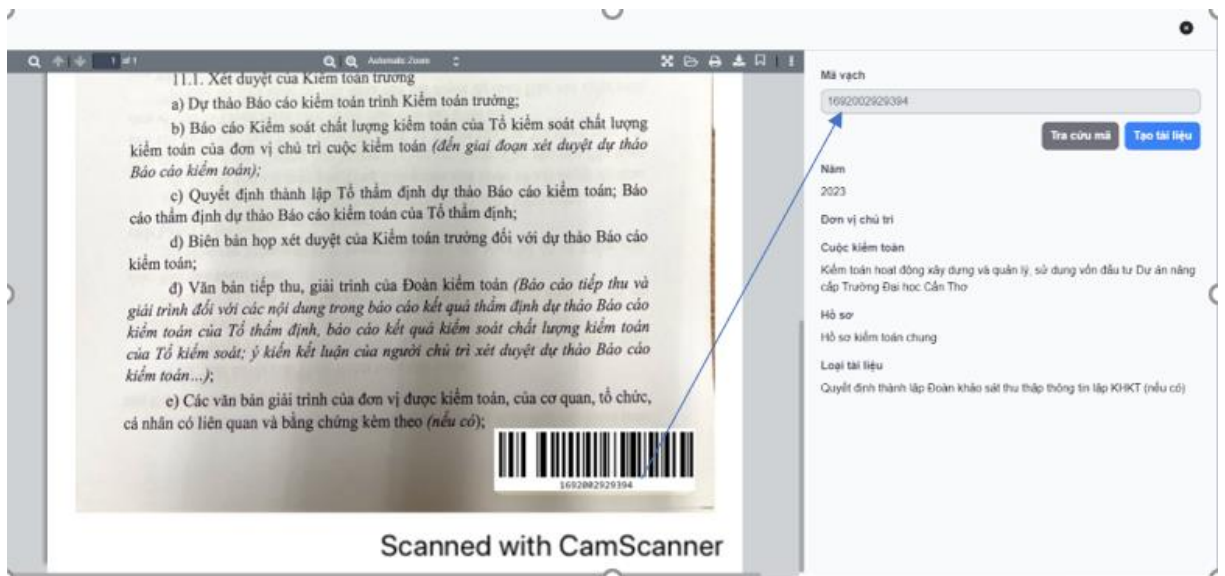 1 of 1
Automatic Zoom
11.1. Xét duyệt của Kiểm toán trưởng
a) Dự thảo Báo cáo kiểm toán trình Kiểm toán trưởng;
b) Báo cáo Kiểm soát chất lượng kiểm toán của Tổ kiểm soát chất lượng
kiểm toán của đơn vị chủ trì cuộc kiểm toán (đến giai đoạn xét duyệt dự thảo
Báo cáo kiểm toán);
c) Quyết định thành lập Tổ thẩm định dự thảo Báo cáo kiểm toán; Báo
cáo thẩm định dự thảo Báo cáo kiểm toán của Tổ thẩm định;
d) Biên bản họp xét duyệt của Kiểm toán trưởng đối với dự thảo Báo cáo
kiểm toán;
đ) Văn bản tiếp thu, giải trình của Đoàn kiểm toán (Báo cáo tiếp thu và
giải trình đối với các nội dung trong báo cáo kết quả thẩm định dự thảo Báo cáo
kiểm toán của Tổ thẩm định, báo cáo kết quả kiểm soát chất lượng kiểm toán
của Tổ kiểm soát; ý kiến kết luận của người chủ trì xét duyệt dự thảo Báo cáo
kiểm toán...);
e) Các văn bản giải trình của đơn vị được kiểm toán, của cơ quan, tổ chức,
cá nhân có liên quan và bằng chứng kèm theo (nếu có);
1692002929394
Scanned with CamScanner
Mã vạch
1692002929394
Tra cứu mã
Tạo tài liệu
Năm
2023
Đơn vị chủ trì
Cuộc kiểm toán
Kiểm toán hoạt động xây dựng và quản lý, sử dụng vốn đầu tư Dự án nâng
cấp Trường Đại học Cần Thơ
Hồ sơ
Hồ sơ kiểm toán chung
Loại tài liệu
Quyết định thành lập Đoàn khảo sát thu thập thông tin lập KHKT (nếu có)